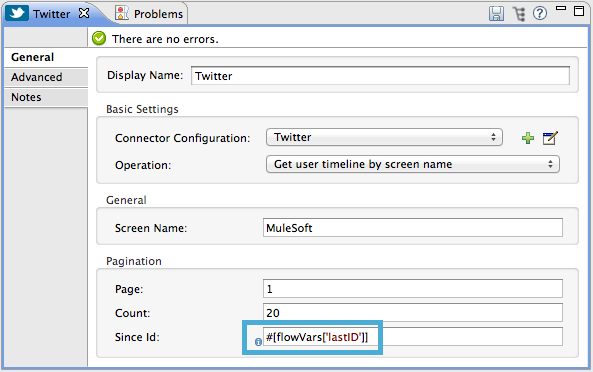 Twitter Problems
There are no errors.
General
Advanced
Notes
Display Name: Twitter
Basic Settings
Connector Configuration: Twitter
Operation: Get user timeline by screen name
General
Screen Name: MuleSoft
Pagination
Page: 1
Count: 20
Since Id: #[flowVars['lastID']]